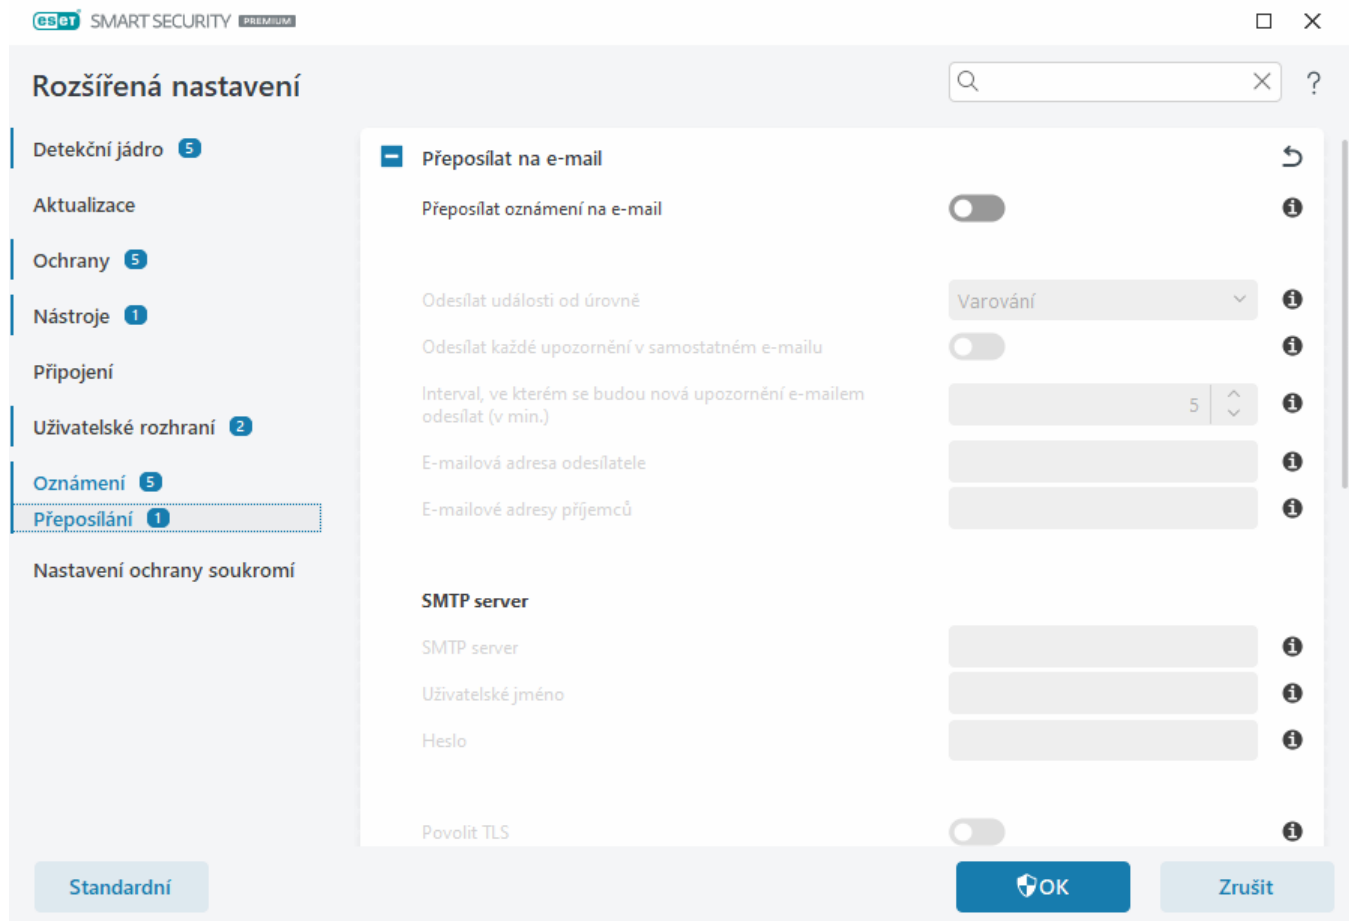 eset SMART SECURITY PREMIUM
Rozšířená nastavení
?
Detekční jádro 5
Aktualizace
Ochrany 5
Nástroje 1
Připojení
Uživatelské rozhraní 2
Oznámení 5
Přeposílání 1
Nastavení ochrany soukromí
Přeposílat na e-mail
Přeposílat oznámení na e-mail
Odesílat události od úrovně Varování
Odesílat každé upozornění v samostatném e-mailu
Interval, ve kterém se budou nová upozornění e-mailem
odesílat (v min.) 5
E-mailová adresa odesílatele
E-mailové adresy příjemců
SMTP server
SMTP server
Uživatelské jméno
Heslo
Povolit TLS
Standardní
OK
Zrušit